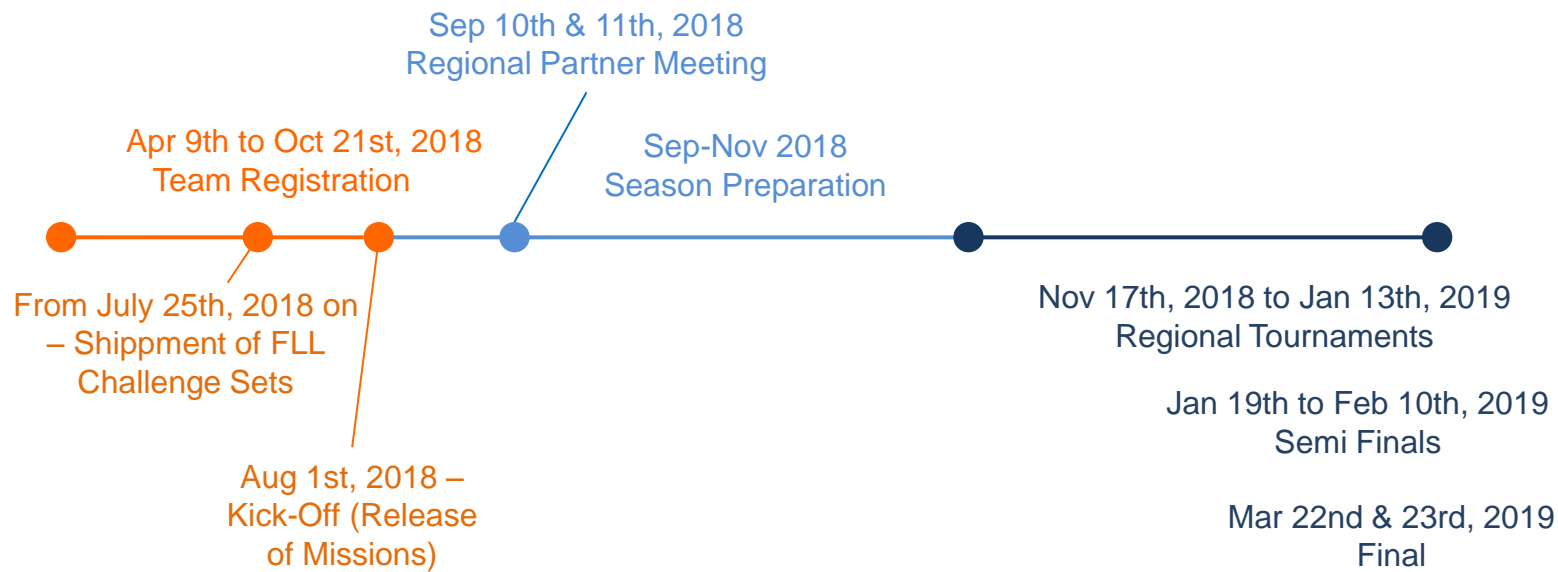 Sep 10th & 11th, 2018
Regional Partner Meeting
Apr 9th to Oct 21st, 2018
Team Registration
Sep-Nov 2018
Season Preparation
From July 25th, 2018 on
– Shippment of FLL
Challenge Sets
Aug 1st, 2018 –
Kick-Off (Release
of Missions)
Nov 17th, 2018 to Jan 13th, 2019
Regional Tournaments
Jan 19th to Feb 10th, 2019
Semi Finals
Mar 22nd & 23rd, 2019
Final